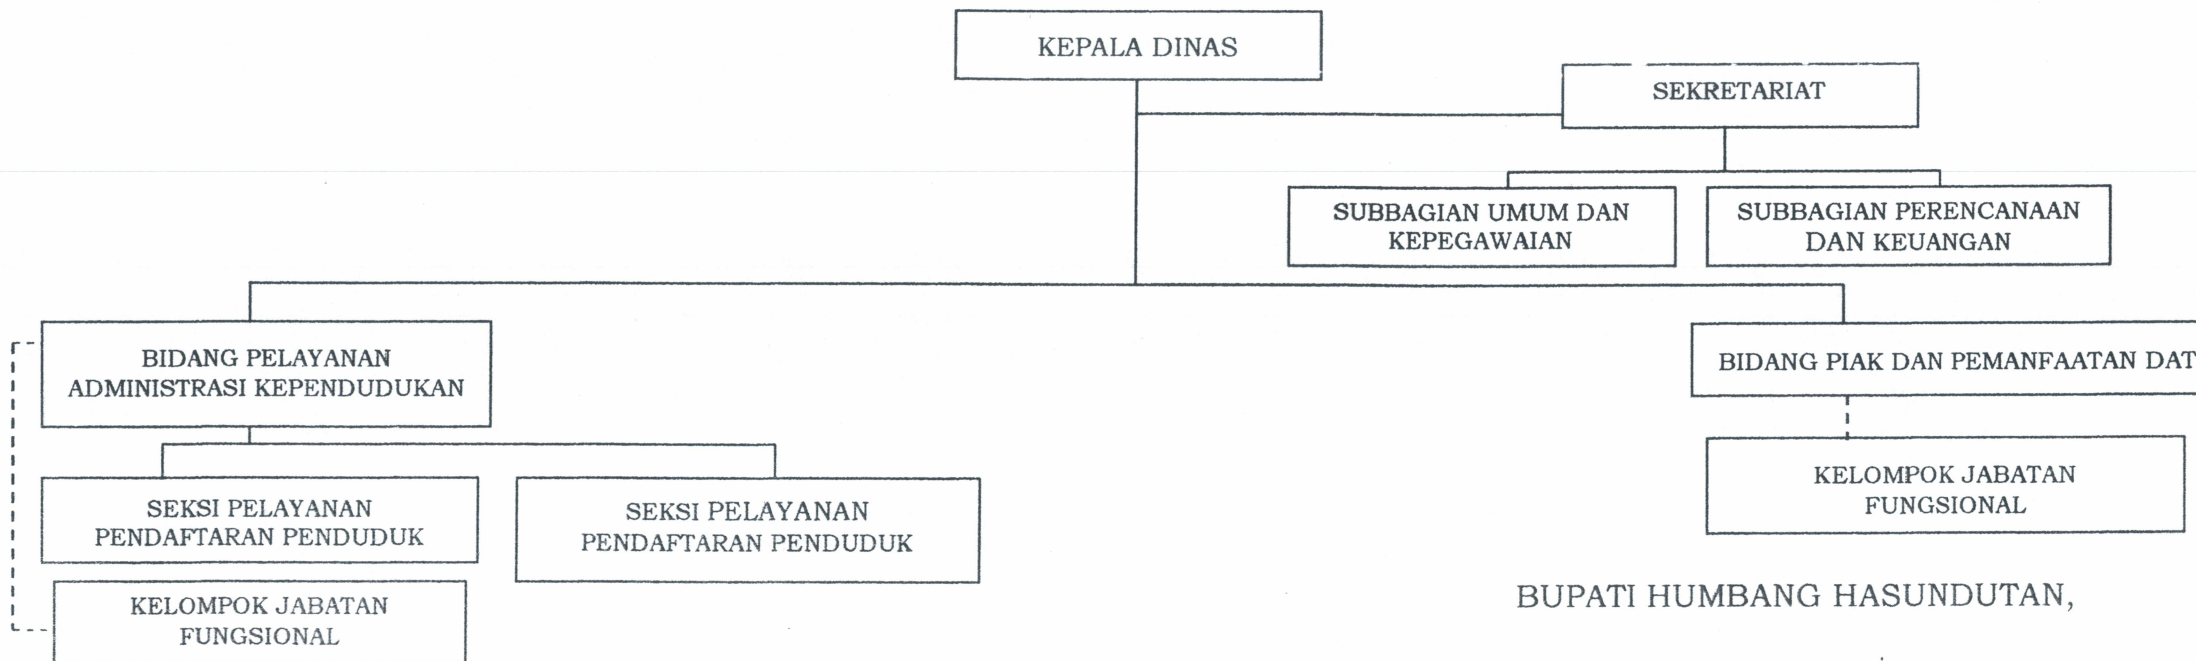 KEPALA DINAS
SEKRETARIAT
SUBBAGIAN UMUM DAN
KEPEGAWAIAN
SUBBAGIAN PERENCANAAN
DAN KEUANGAN
BIDANG PELAYANAN
ADMINISTRASI KEPENDUDUKAN
BIDANG PIAK DAN PEMANFAATAN DAT
SEKSI PELAYANAN
PENDAFTARAN PENDUDUK
SEKSI PELAYANAN
PENDAFTARAN PENDUDUK
KELOMPOK JABATAN
FUNGSIONAL
KELOMPOK JABATAN
FUNGSIONAL
BUPATI HUMBANG HASUNDUTAN,